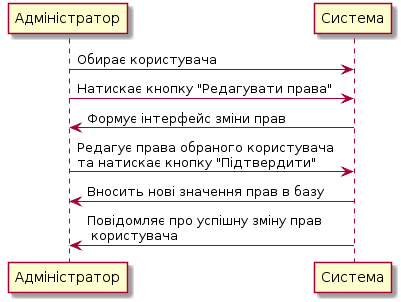 Адміністратор Система
Обирає користувача
Натискає кнопку "Редагувати права"
Формує інтерфейс зміни прав
Редагує права обраного користувача
та натискає кнопку "Підтвердити"
Вносить нові значення прав в базу
Повідомляє про успішну зміну прав
користувача
Адміністратор Система